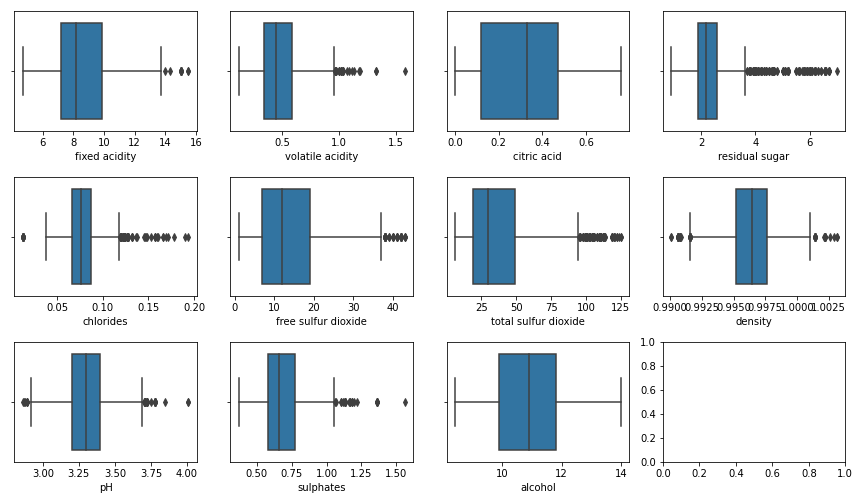 6 8 10 12 14 16
fixed acidity
0.5 1.0 1.5
volatile acidity
0.0 0.2 0.4 0.6
citric acid
2 4 6
residual sugar
0.05 0.10 0.15 0.20
chlorides
0 10 20 30 40
free sulfur dioxide
25 50 75 100 125
total sulfur dioxide
0.9900 0.9925 0.9950 0.9975 1.0000 1.0025
density
3.00 3.25 3.50 3.75 4.00
pH
0.50 0.75 1.00 1.25 1.50
sulphates
10 12 14
alcohol
1.0
0.8
0.6
0.4
0.2
0.0
0.0 0.2 0.4 0.6 0.8 1.0